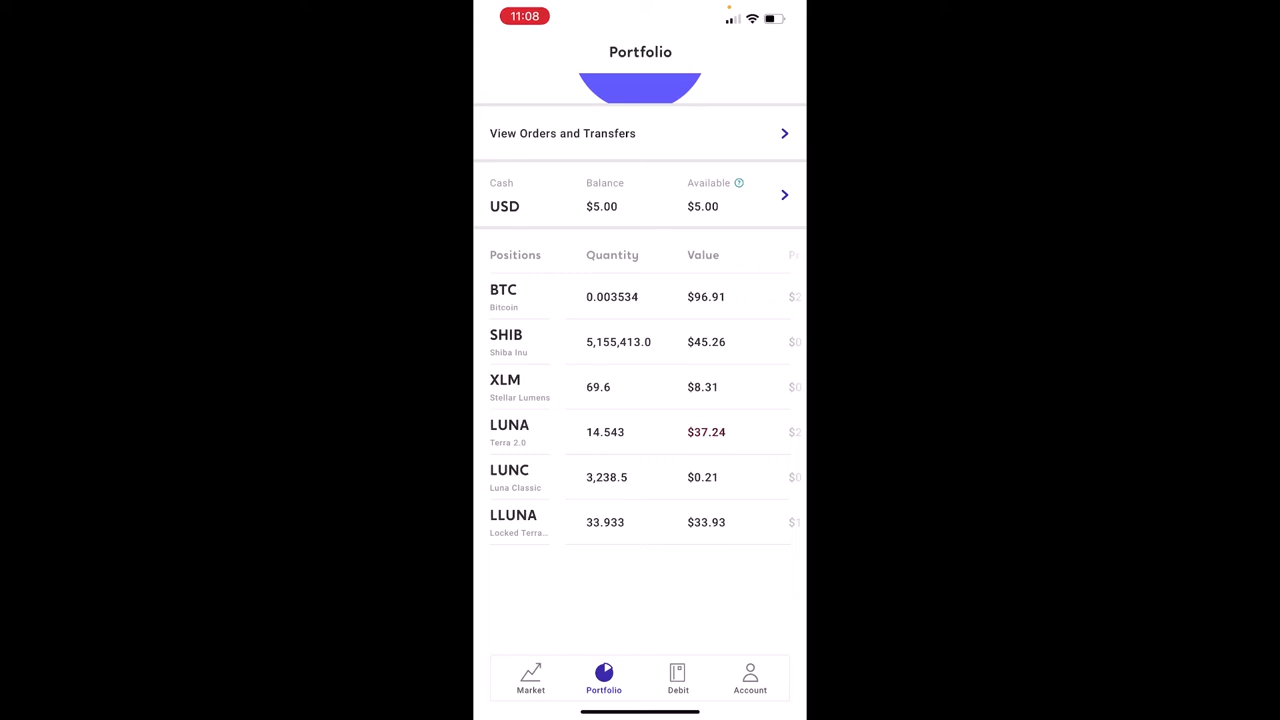 11:08
Portfolio
View Orders and Transfers
Cash Balance Available
USD $5.00 $5.00
Positions Quantity Value
BTC 0.003534 $96.91
Bitcoin
SHIB 5,155,413.0 $45.26
Shiba Inu
XLM 69.6 $8.31
Stellar Lumens
LUNA 14.543 $37.24
Terra 2.0
LUNC 3,238.5 $0.21
Luna Classic
LLUNA 33.933 $33.93
Locked Terra...
Market Portfolio Debit Account